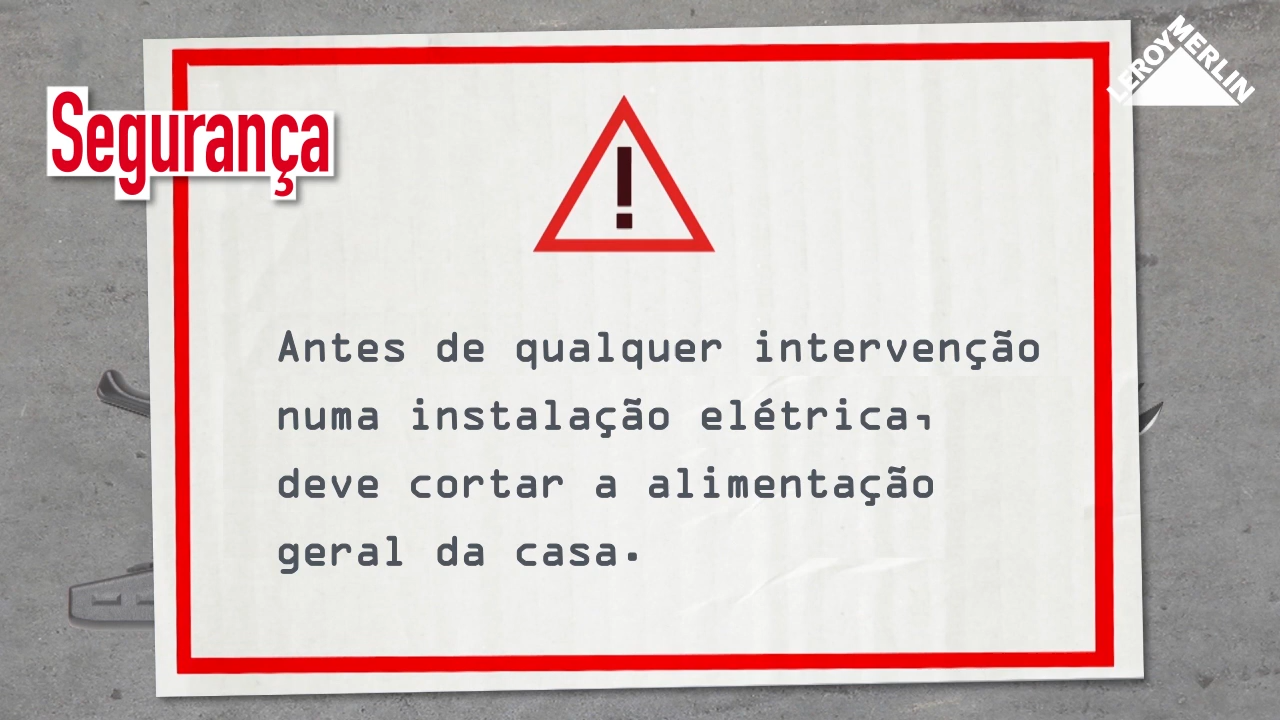 LEROY MERLIN
Segurança
!
Antes de qualquer intervenção
numa instalação elétrica,
deve cortar a alimentação
geral da casa.